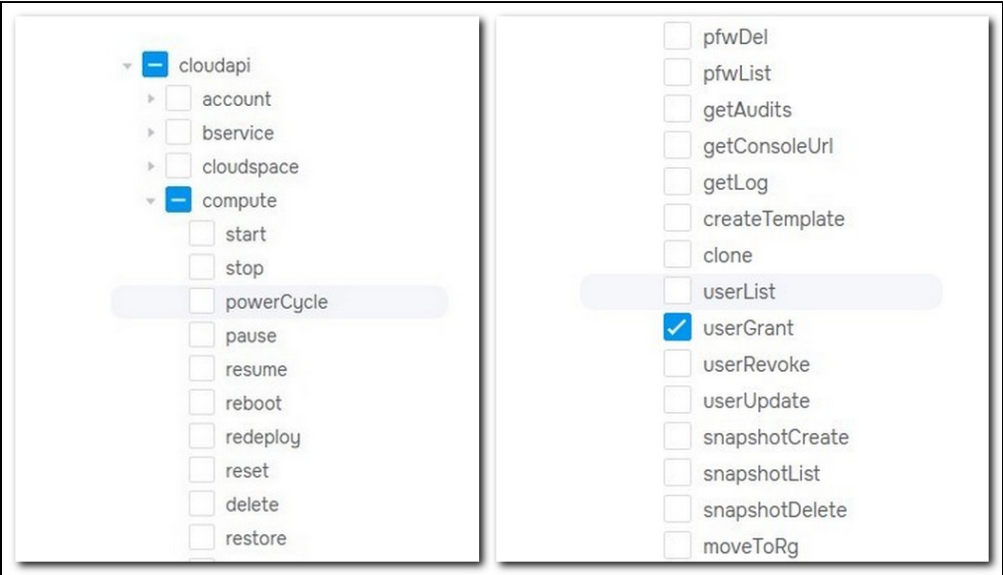 cloudapi
account
bservice
cloudspace
compute
start
stop
powerCycle
pause
resume
reboot
redeploy
reset
delete
restore
pfwDel
pfwList
getAudits
getConsoleUrl
getLog
createTemplate
clone
userList
userGrant
userRevoke
userUpdate
snapshotCreate
snapshotList
snapshotDelete
moveToRg